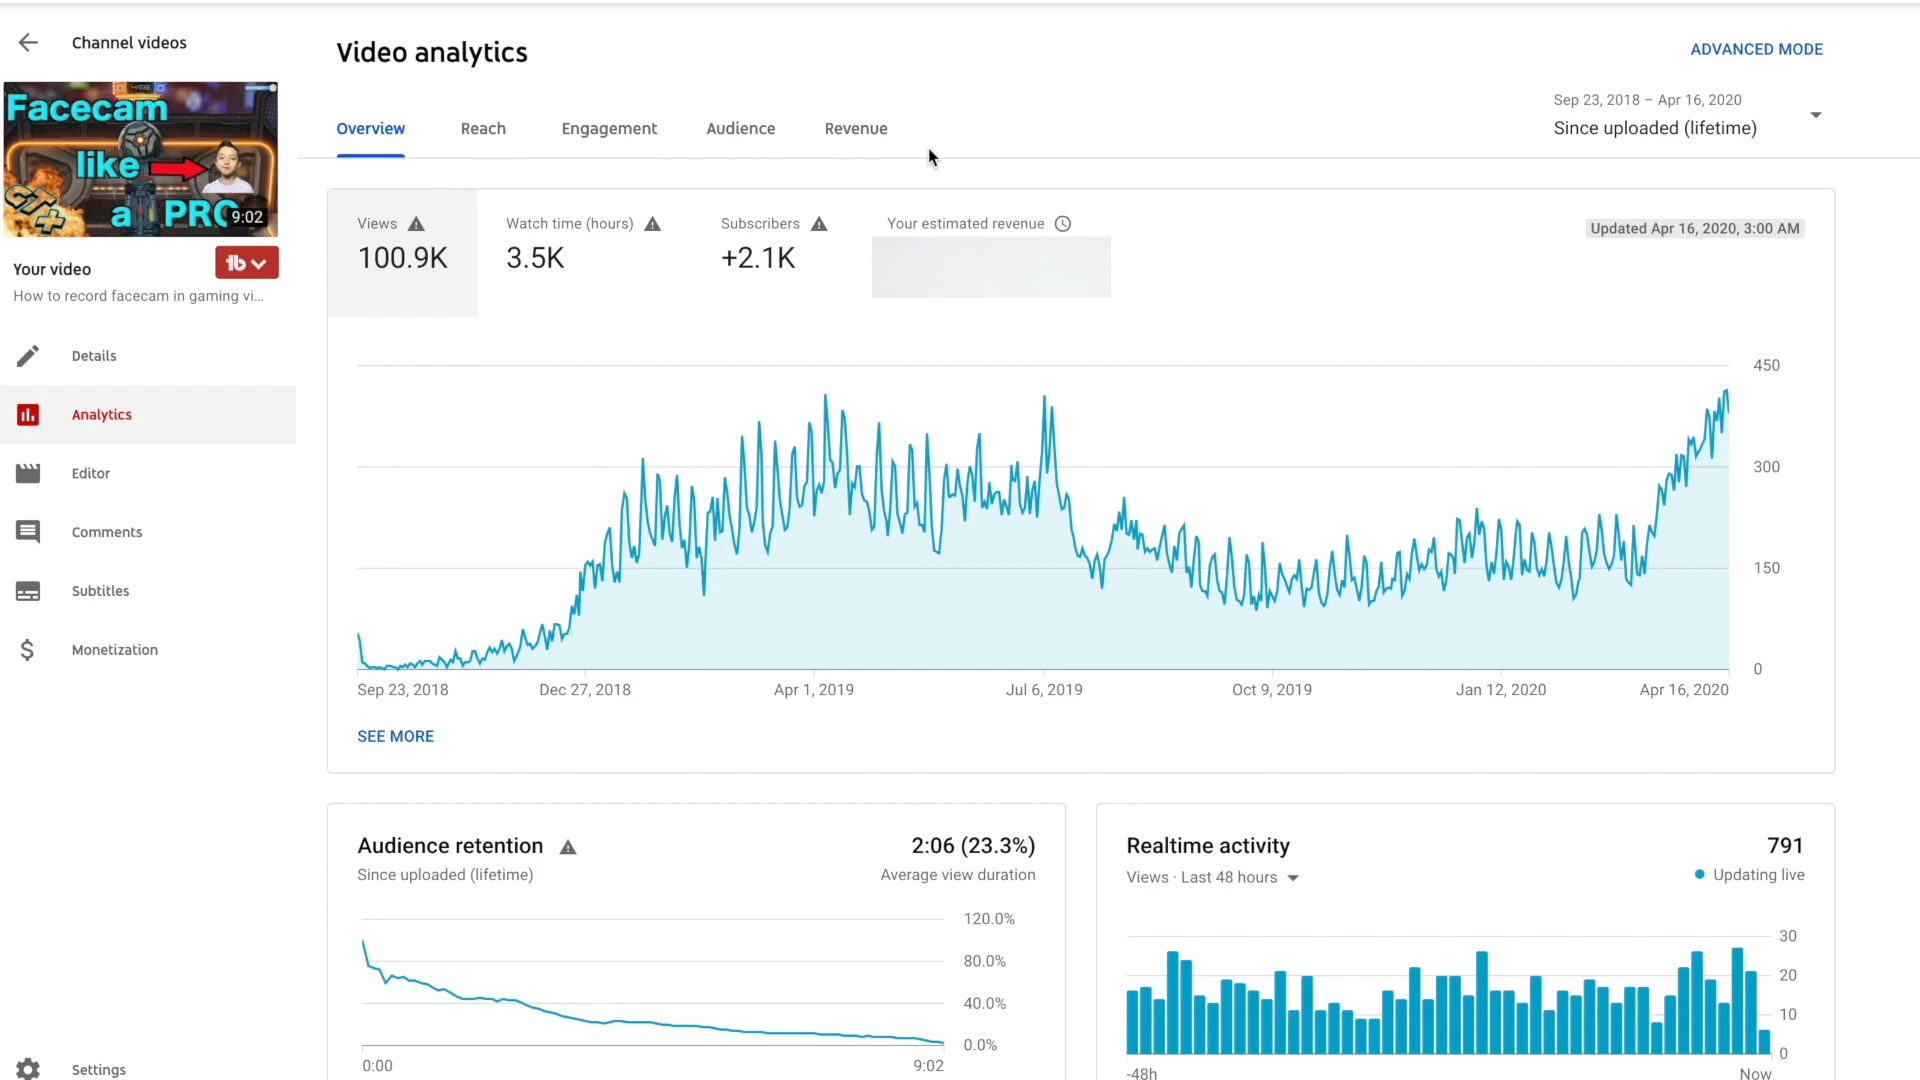 Channel videos
Video analytics
ADVANCED MODE
Sep 23, 2018 – Apr 16, 2020
Since uploaded (lifetime)
Overview
Reach
Engagement
Audience
Revenue
Facecam
like
a PRO
9:02
Your video
How to record facecam in gaming vi...
Details
Analytics
Editor
Comments
Subtitles
Monetization
Settings
Views
100.9K
Watch time (hours)
3.5K
Subscribers
+2.1K
Your estimated revenue
Updated Apr 16, 2020, 3:00 AM
450
300
150
0
Sep 23, 2018
Dec 27, 2018
Apr 1, 2019
Jul 6, 2019
Oct 9, 2019
Jan 12, 2020
Apr 16, 2020
SEE MORE
Audience retention
2:06 (23.3%)
Since uploaded (lifetime)
Average view duration
120.0%
80.0%
40.0%
0.0%
0:00
9:02
Realtime activity
791
Views · Last 48 hours
Updating live
30
20
10
0
-48h
Now